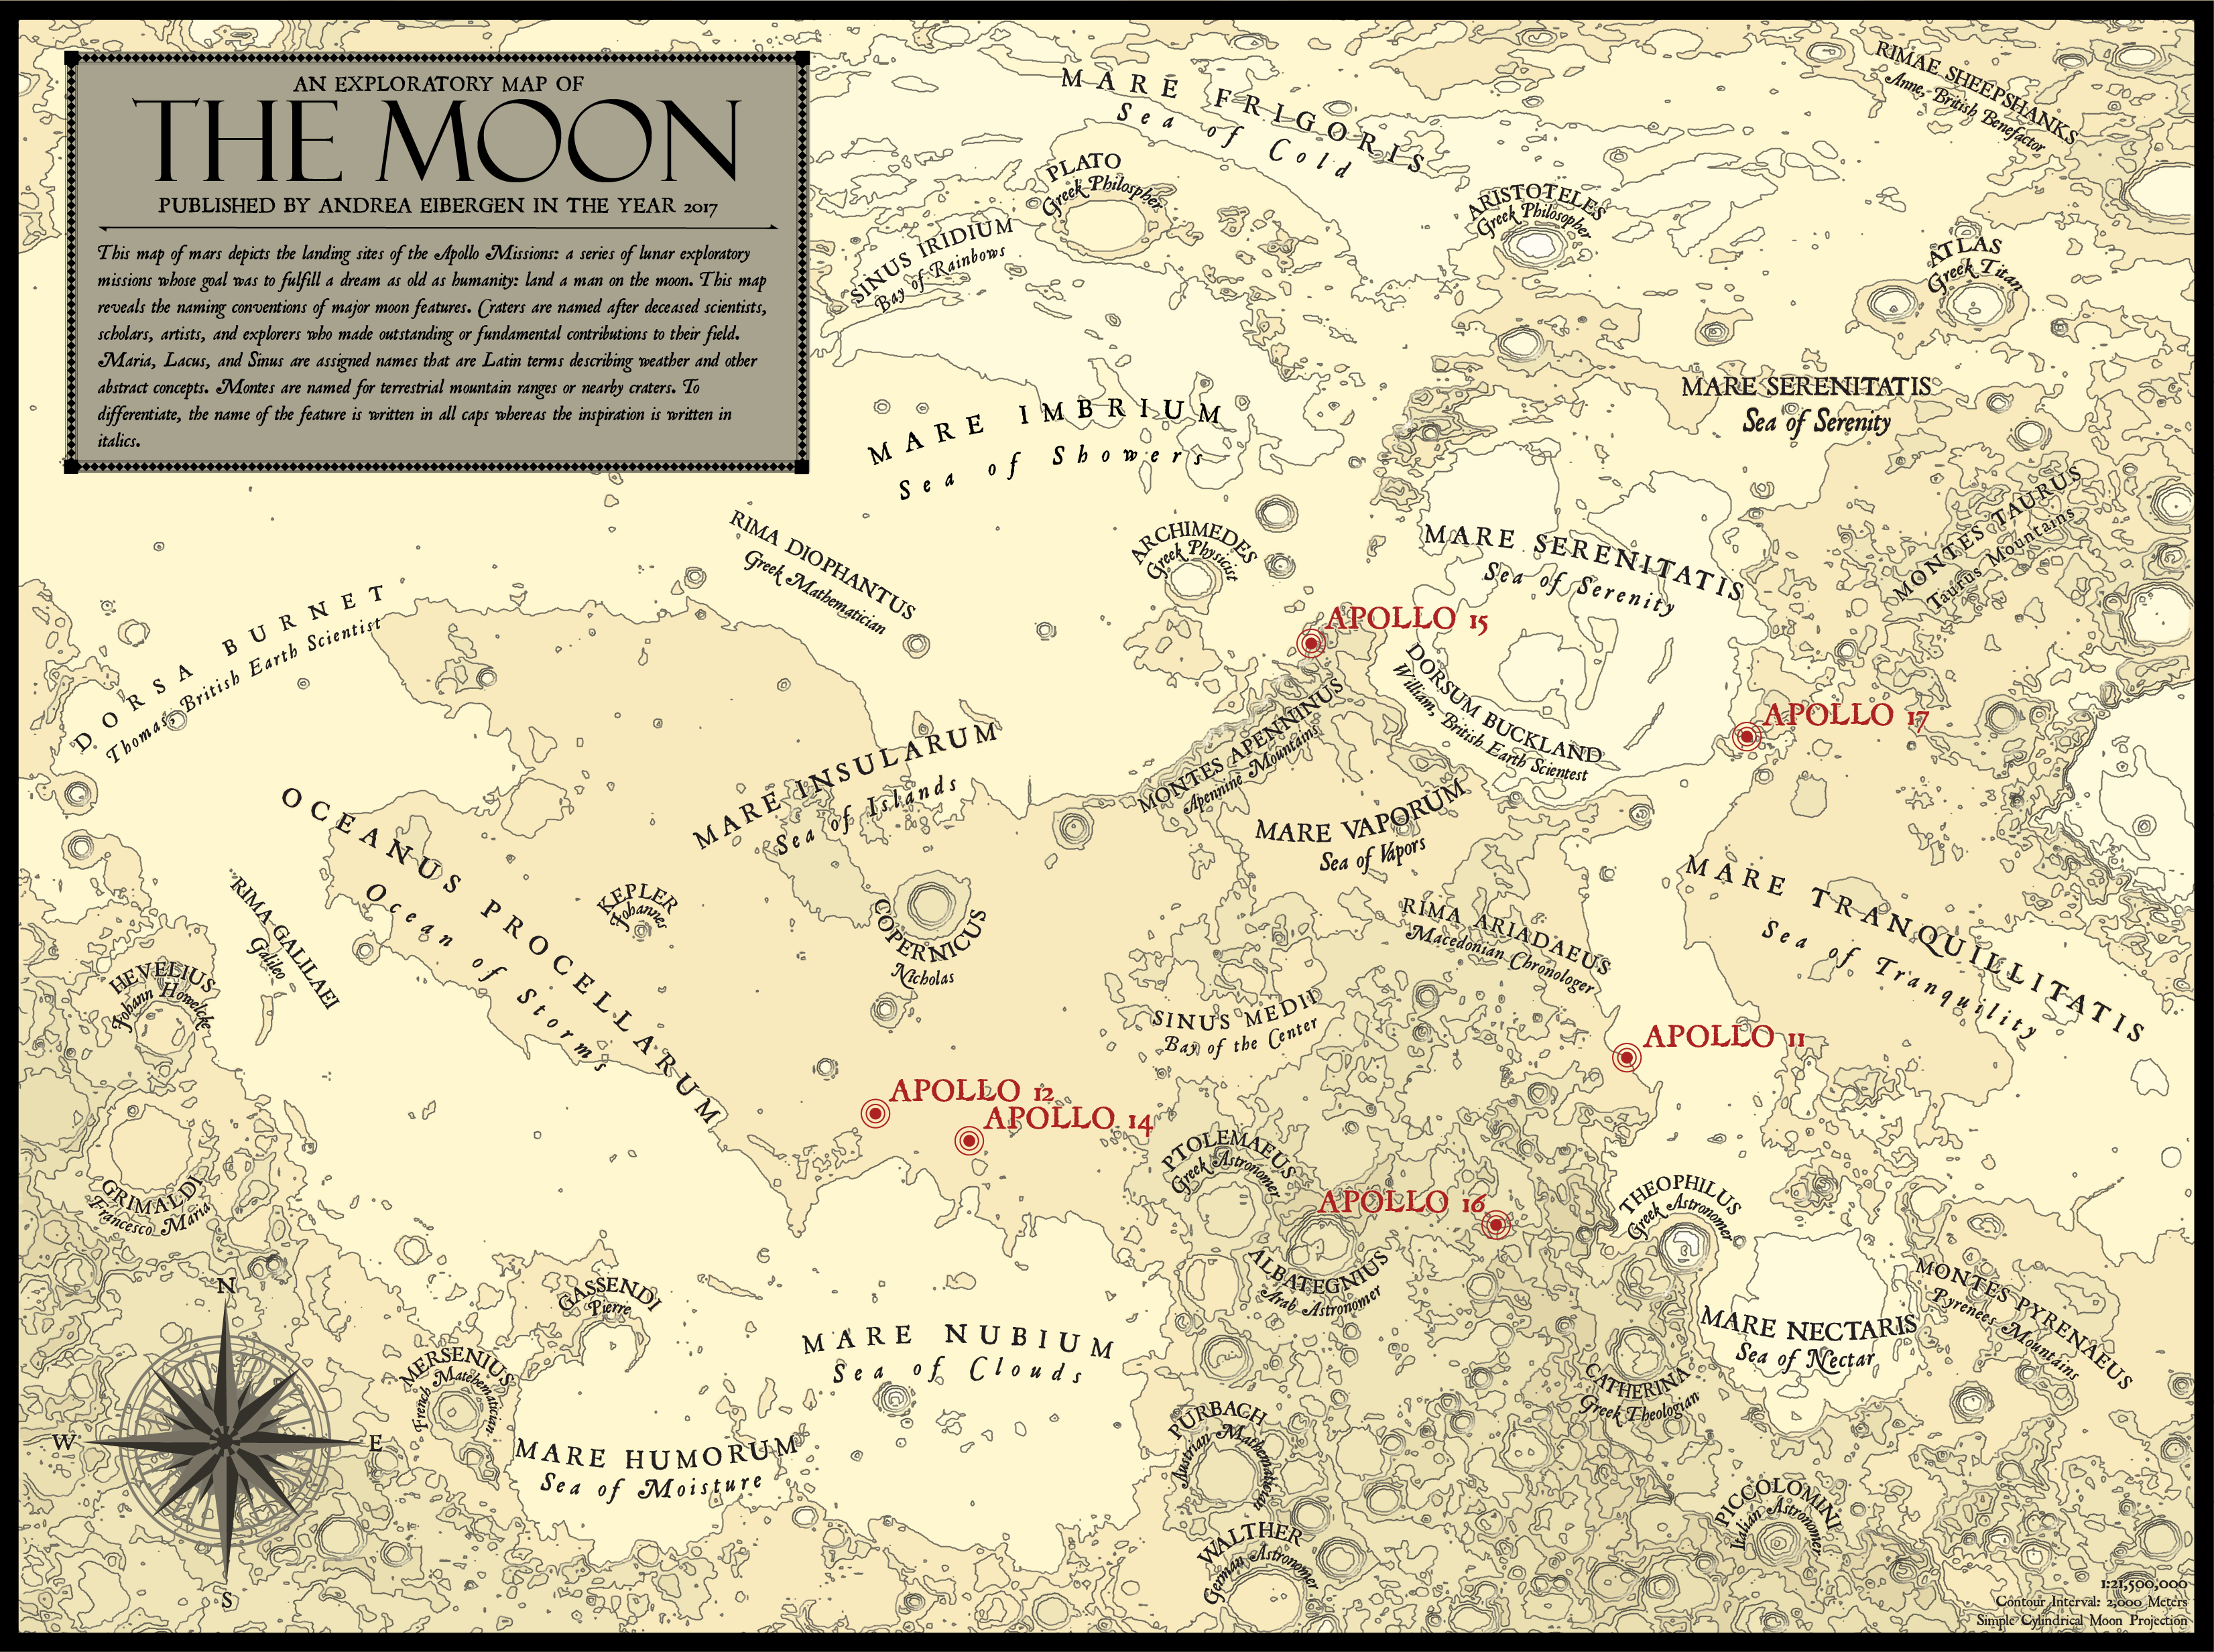 AN EXPLORATORY MAP OF
THE MOON
PUBLISHED BY ANDREA EIBERGEN IN THE YEAR 2017
This map of mars depicts the landing sites of the Apollo Missions: a series of lunar exploratory
missions whose goal was to fulfill a dream as old as humanity: land a man on the moon. This map
reveals the naming conventions of major moon features. Craters are named after deceased scientists,
scholars, artists, and explorers who made outstanding or fundamental contributions to their field.
Maria, Lacus, and Sinus are assigned names that are Latin terms describing weather and other
abstract concepts. Montes are named for terrestrial mountain ranges or nearby craters. To
differentiate, the name of the feature is written in all caps whereas the inspiration is written in
italics.
MARE FRIGORIS
Sea of Cold
RIMAE SHEEPSHANKS
Anne, British Benefactor
PLATO
Greek Philospher
SINUS IRIDIUM
Bay of Rainbows
ARISTOTELES
Greek Philosopher
ATLAS
Greek Titan
MARE SERENITATIS
Sea of Serenity
MARE IMBRIUM
Sea of Showers
RIMA DIOPHANTUS
Greek Mathematician
ARCHIMEDES
Greek Physicist
MARE SERENITATIS
Sea of Serenity
MONTES TAURUS
Taurus Mountains
DORSA BURNET
Thomas, British Earth Scientist
APOLLO 15
DORSUM BUCKLAND
William, British Earth Scientest
APOLLO 17
MONTES APENNINUS
Apennine Mountains
MARE INSULARUM
Sea of Islands
OCEANUS PROCELLARUM
Ocean of Storms
MARE VAPORUM
Sea of Vapors
MARE TRANQUILLITATIS
Sea of Tranquility
RIMA GALILAEI
Galileo
KEPLER
Johannes
COPERNICUS
Nicholas
RIMA ARIADAEUS
Macedonian Chronologer
HEVELIUS
Johann Howelcke
SINUS MEDII
Bay of the Center
APOLLO 11
APOLLO 12
APOLLO 14
PTOLEMAEUS
Greek Astronomer
GRIMALDI
Francesco Maria
APOLLO 16
THEOPHILUS
Greek Astronomer
ALBATEGNIUS
Arab Astronomer
GASSENDI
Pierre
MONTES PYRENAEUS
Pyrenees Mountains
MARE NUBIUM
Sea of Clouds
MARE NECTARIS
Sea of Nectar
MERSENIUS
French Mathematician
CATHERINA
Greek Theologian
PURBACH
Austrian Mathematician
MARE HUMORUM
Sea of Moisture
PICCOLOMINI
Italian Astronomer
WALTHER
German Astronomer
N
W
E
S
1:21,500,000
Contour Interval: 2,000 Meters
Simple Cylindrical Moon Projection